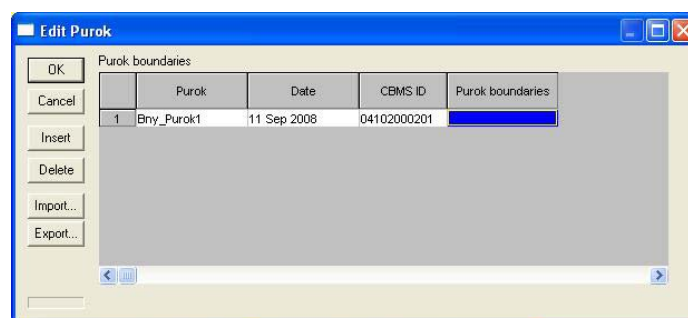 Edit Purok
OK
Cancel
Insert
Delete
Import...
Export...
Purok boundaries
Purok Date CBMS ID Purok boundaries
1 Bny_Purok1 11 Sep 2008 04102000201